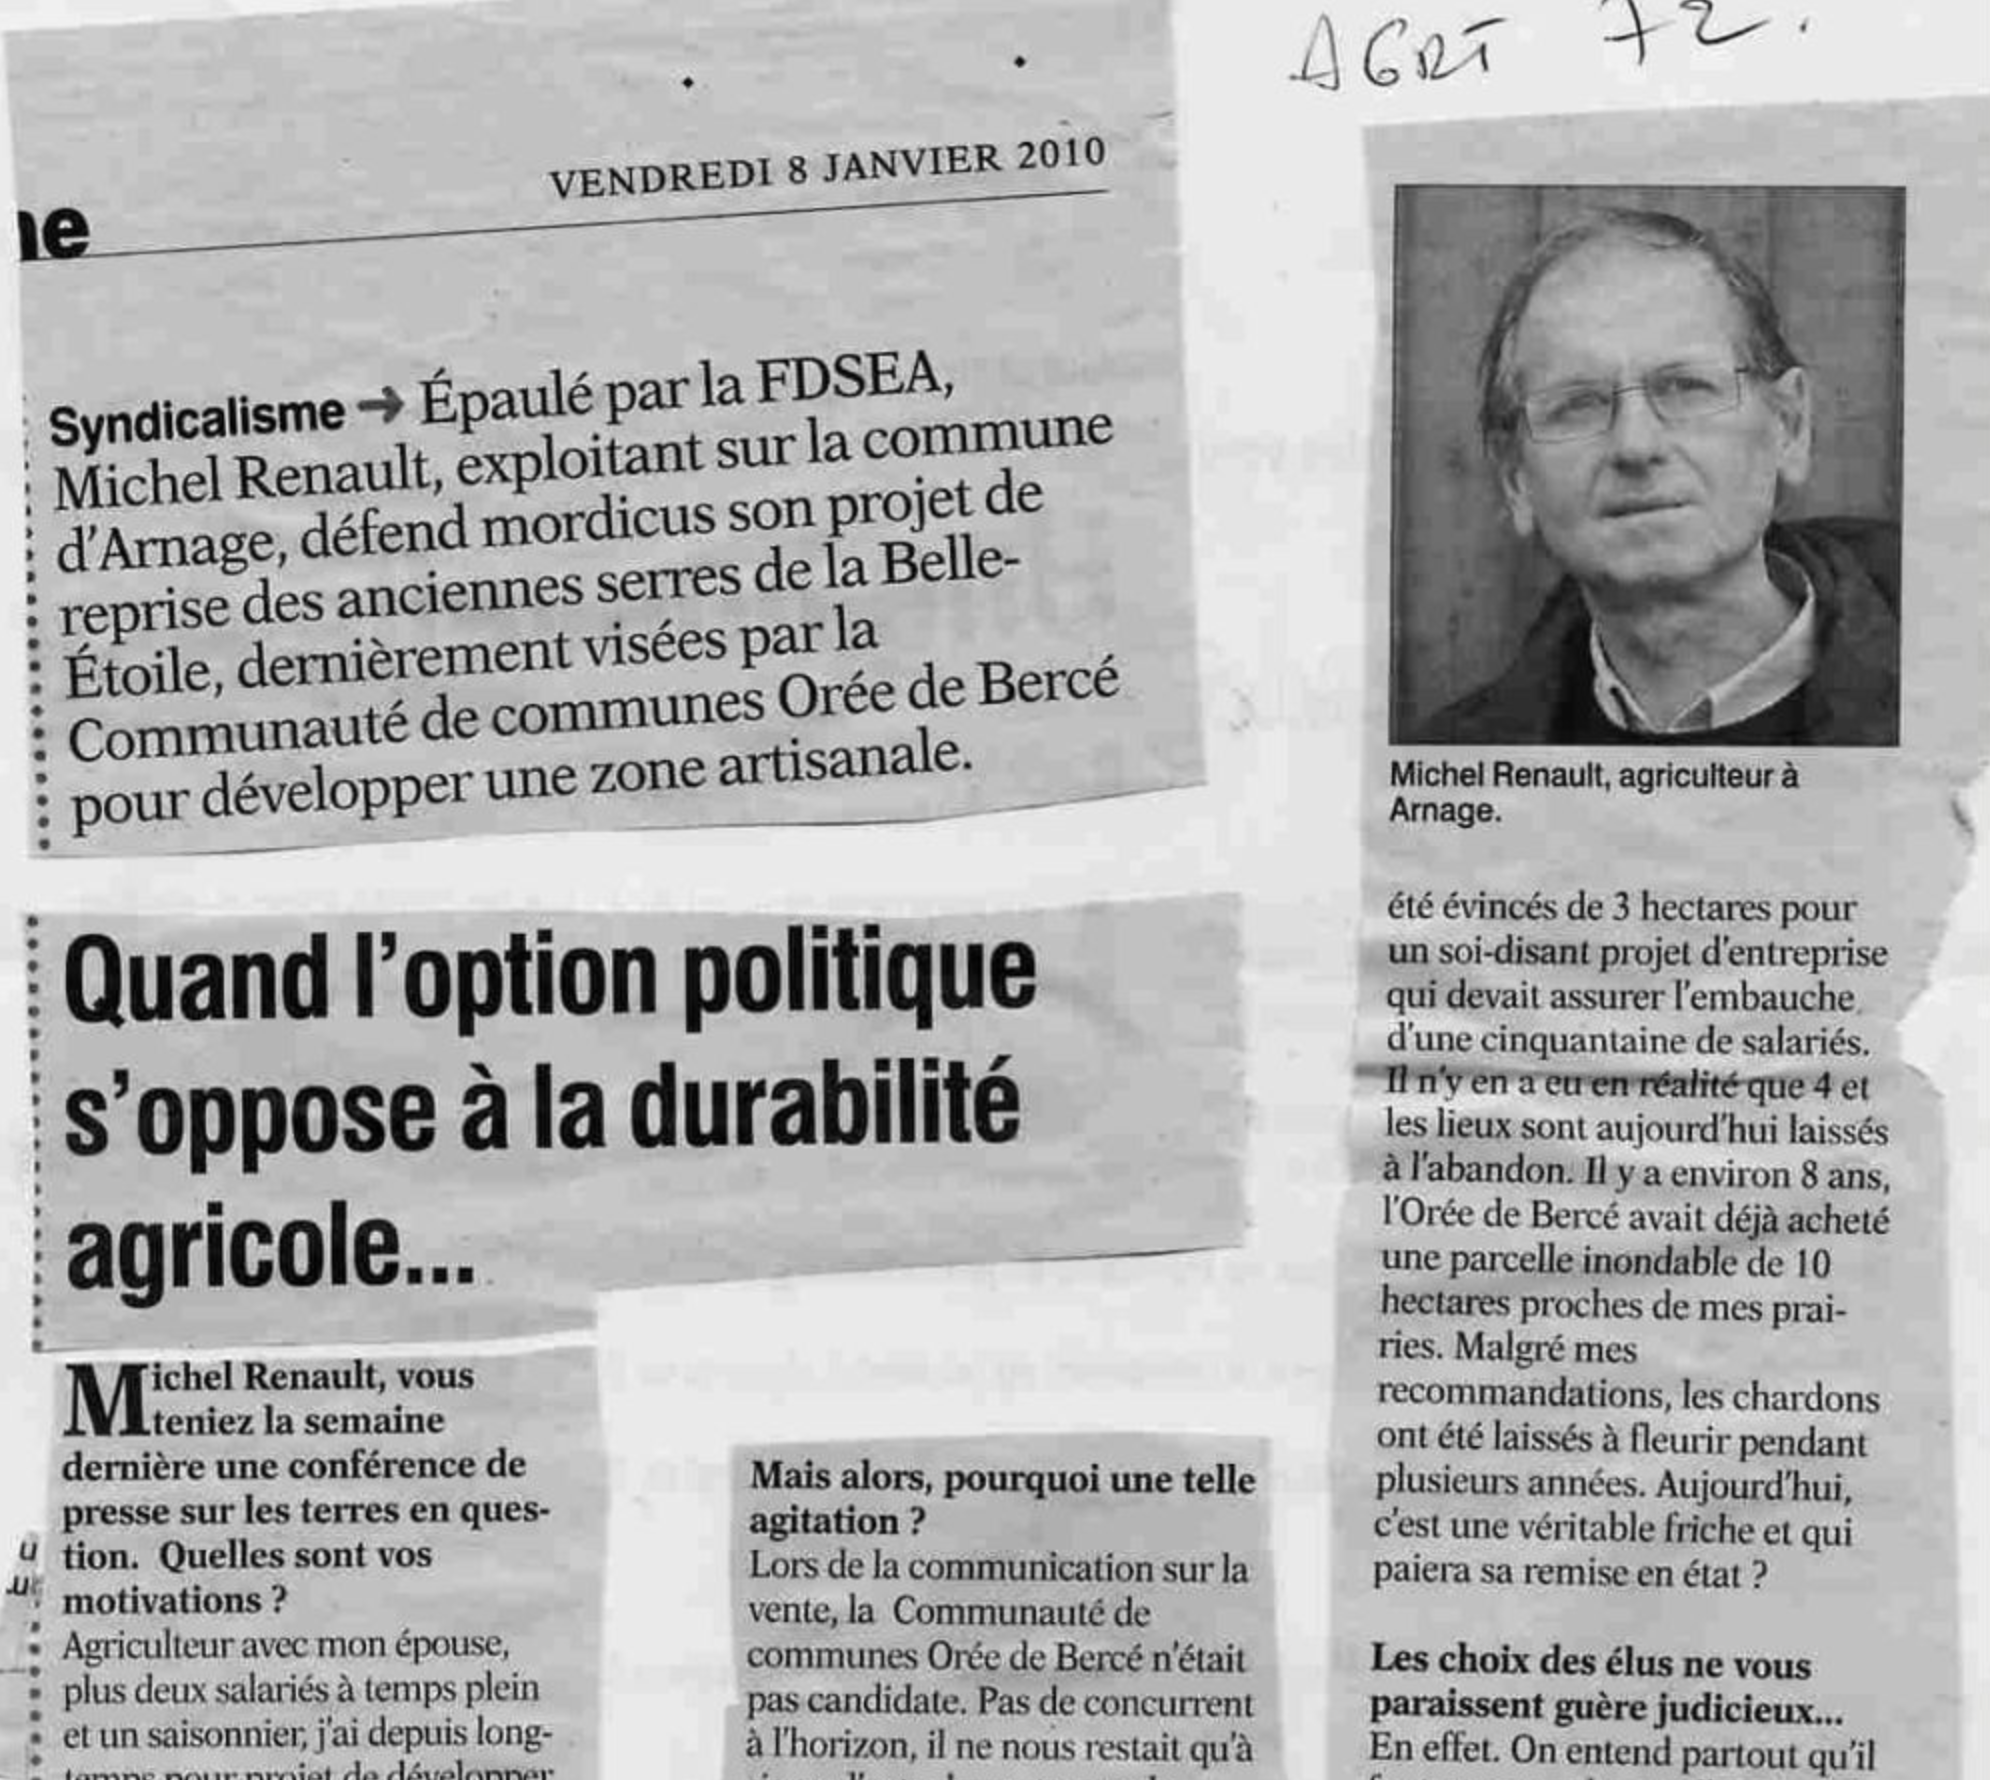 AGRI 72.
VENDREDI 8 JANVIER 2010
ne
Syndicalisme ➔ Épaulé par la FDSEA,
Michel Renault, exploitant sur la commune
d'Arnage, défend mordicus son projet de
reprise des anciennes serres de la Belle-
Étoile, dernièrement visées par la
Communauté de communes Orée de Bercé
pour développer une zone artisanale.
Quand l'option politique
s'oppose à la durabilité
agricole...
Michel Renault, vous
teniez la semaine
dernière une conférence de
presse sur les terres en ques-
tion. Quelles sont vos
motivations ?
Agriculteur avec mon épouse,
plus deux salariés à temps plein
et un saisonnier, j'ai depuis long-
temps pour projet de développer
Mais alors, pourquoi une telle
agitation ?
Lors de la communication sur la
vente, la Communauté de
communes Orée de Bercé n'était
pas candidate. Pas de concurrent
à l'horizon, il ne nous restait qu'à
Michel Renault, agriculteur à
Arnage.
été évincés de 3 hectares pour
un soi-disant projet d'entreprise
qui devait assurer l'embauche
d'une cinquantaine de salariés.
Il n'y en a eu en réalité que 4 et
les lieux sont aujourd'hui laissés
à l'abandon. Il y a environ 8 ans,
l'Orée de Bercé avait déjà acheté
une parcelle inondable de 10
hectares proches de mes prai-
ries. Malgré mes
recommandations, les chardons
ont été laissés à fleurir pendant
plusieurs années. Aujourd'hui,
c'est une véritable friche et qui
paiera sa remise en état ?
Les choix des élus ne vous
paraissent guère judicieux...
En effet. On entend partout qu'il